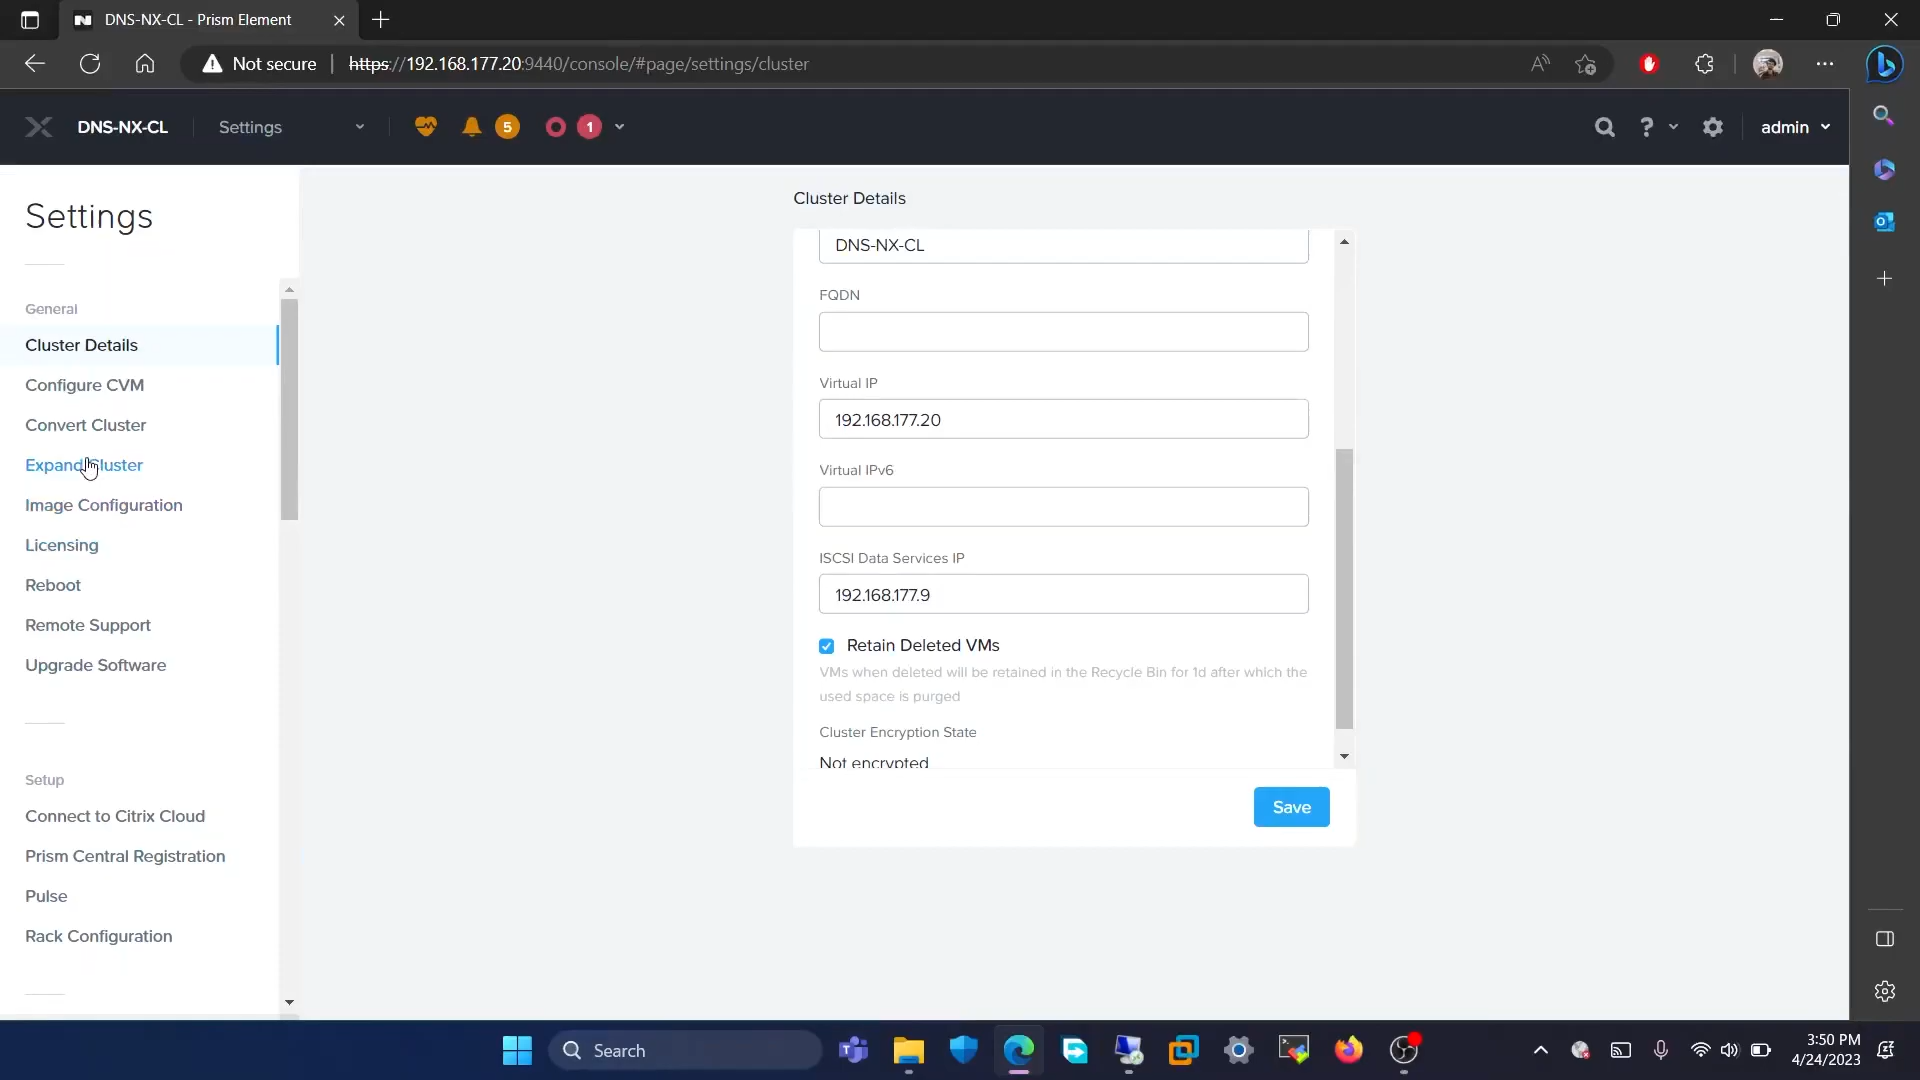 DNS-NX-CL - Prism Element
Not secure
https://192.168.177.20:9440/console/#page/settings/cluster
DNS-NX-CL
Settings
5
1
?
admin
Settings
General
Cluster Details
Configure CVM
Convert Cluster
Expand Cluster
Image Configuration
Licensing
Reboot
Remote Support
Upgrade Software
Setup
Connect to Citrix Cloud
Prism Central Registration
Pulse
Rack Configuration
Cluster Details
DNS-NX-CL
FQDN
Virtual IP
192.168.177.20
Virtual IPv6
ISCSI Data Services IP
192.168.177.9
Retain Deleted VMs
VMs when deleted will be retained in the Recycle Bin for 1d after which the
used space is purged
Cluster Encryption State
Not encrypted
Save
Search
3:50 PM
4/24/2023